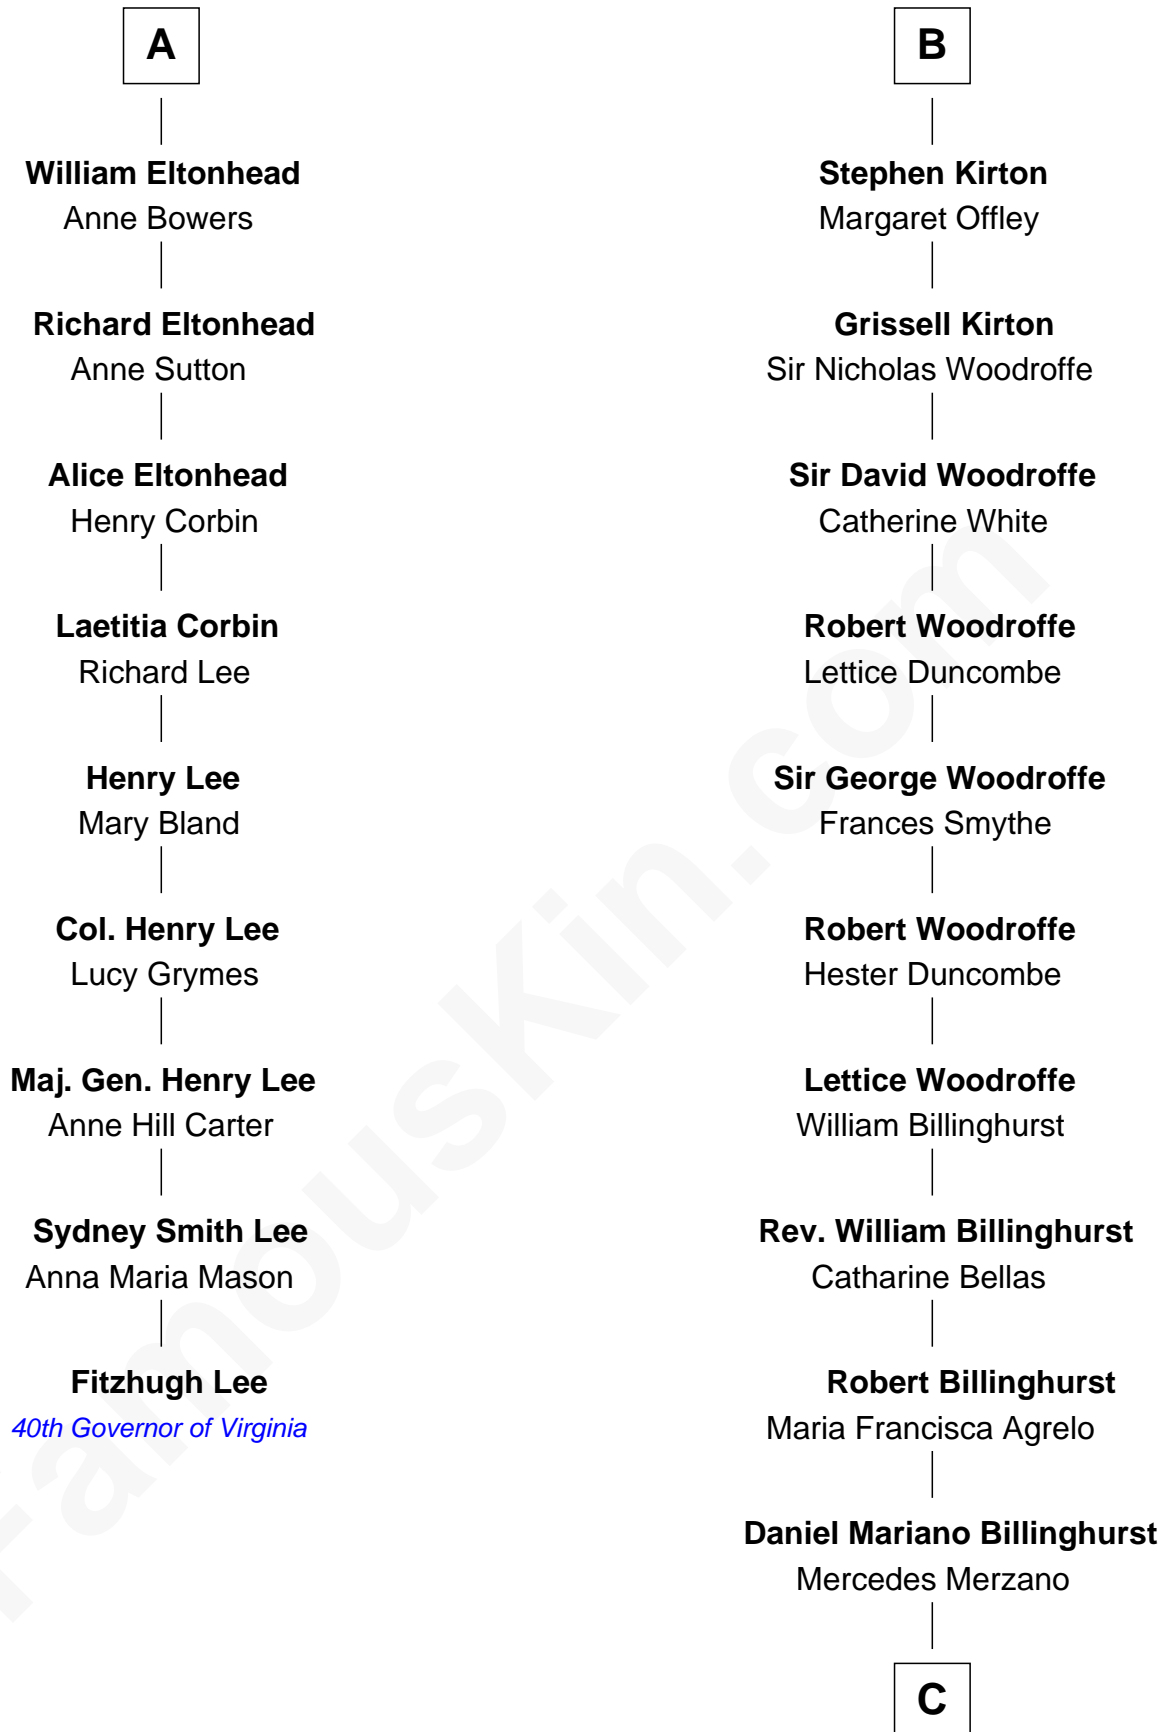 A
William Eltonhead
Anne Bowers
Richard Eltonhead
Anne Sutton
Alice Eltonhead
Henry Corbin
Laetitia Corbin
Richard Lee
Henry Lee
Mary Bland
Col. Henry Lee
Lucy Grymes
Maj. Gen. Henry Lee
Anne Hill Carter
Sydney Smith Lee
Anna Maria Mason
Fitzhugh Lee
40th Governor of Virginia
B
Stephen Kirton
Margaret Offley
Grissell Kirton
Sir Nicholas Woodroffe
Sir David Woodroffe
Catherine White
Robert Woodroffe
Lettice Duncombe
Sir George Woodroffe
Frances Smythe
Robert Woodroffe
Hester Duncombe
Lettice Woodroffe
William Billinghurst
Rev. William Billinghurst
Catharine Bellas
Robert Billinghurst
Maria Francisca Agrelo
Daniel Mariano Billinghurst
Mercedes Merzano
C
FamousKin.com